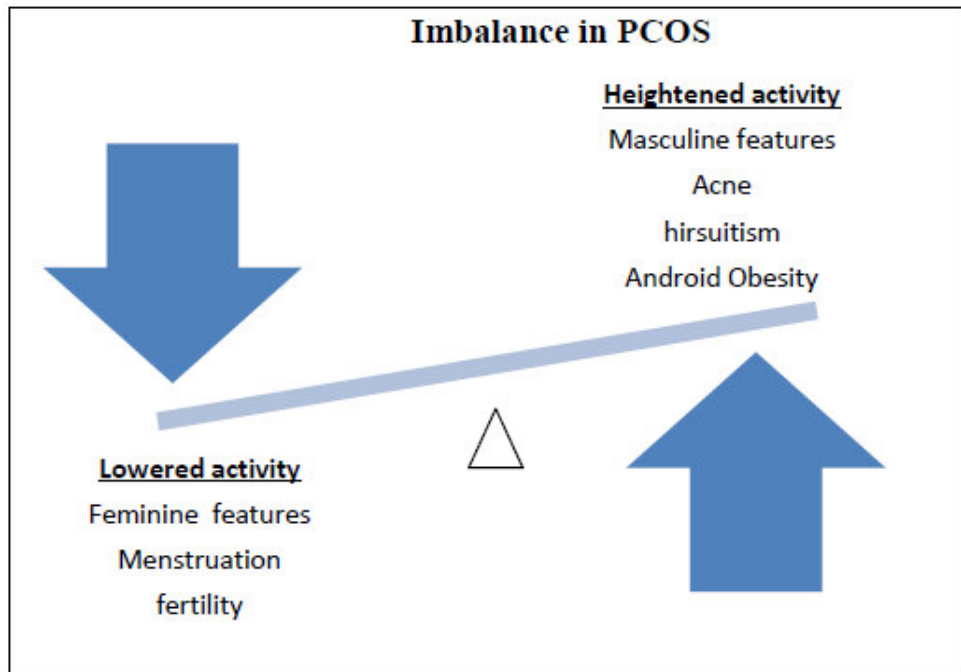 Imbalance in PCOS
Heightened activity
Masculine features
Acne
hirsuitism
Android Obesity
Lowered activity
Feminine features
Menstruation
fertility